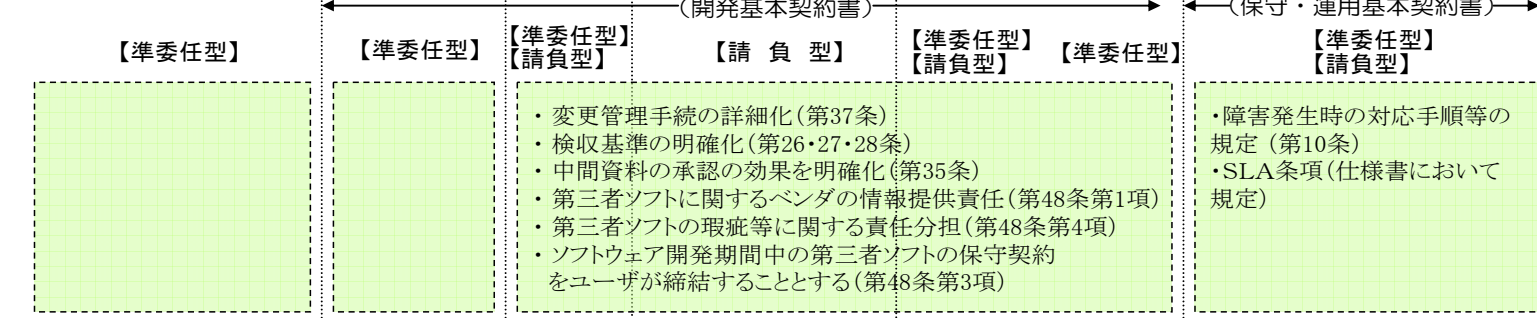 (開発基本契約書)
(保守・運用基本契約書)
【準委任型】
【準委任型】
【準委任型】
【請負型】
【請 負 型】
【準委任型】
【請負型】
【準委任型】
【準委任型】
【請負型】
・ 変更管理手続の詳細化(第37条)
・ 検収基準の明確化(第26・27・28条)
・ 中間資料の承認の効果を明確化(第35条)
・ 第三者ソフトに関するベンダの情報提供責任(第48条第1項)
・ 第三者ソフトの瑕疵等に関する責任分担(第48条第4項)
・ ソフトウェア開発期間中の第三者ソフトの保守契約
をユーザが締結することとする(第48条第3項)
・障害発生時の対応手順等の
規定 (第10条)
・SLA条項(仕様書において
規定)